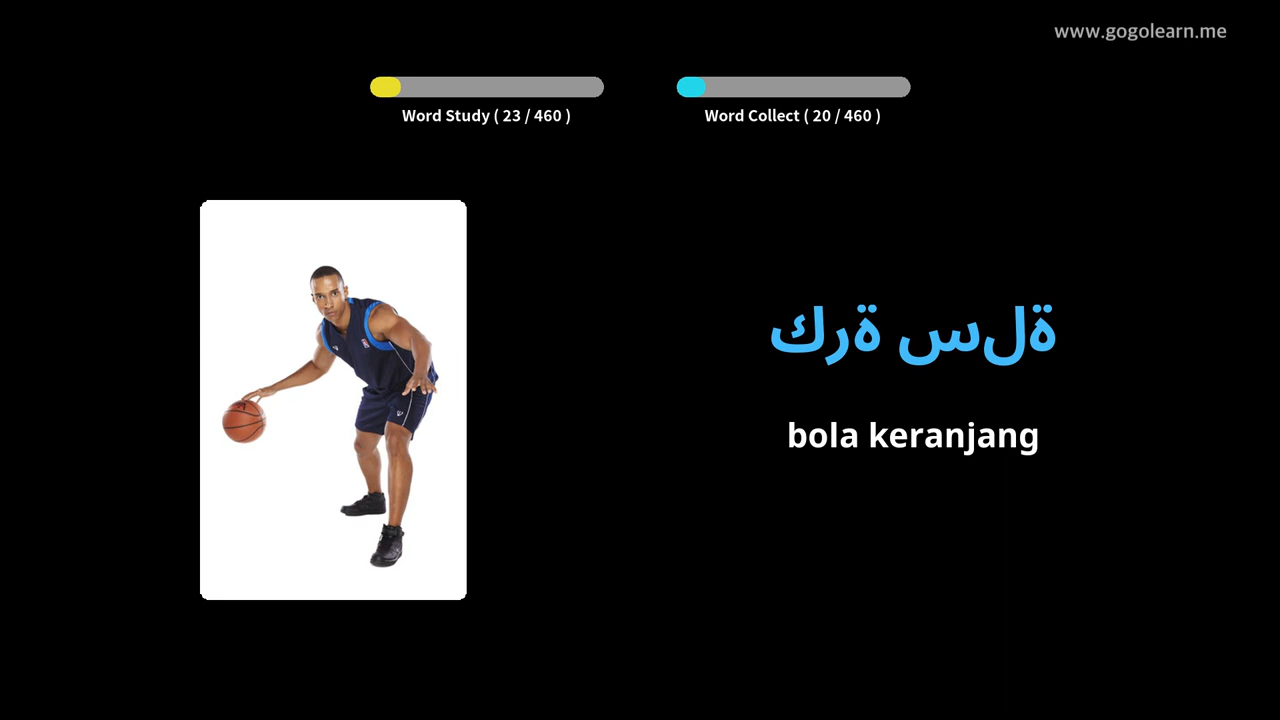 www.gogolearn.me
Word Study ( 23 / 460 )
Word Collect ( 20 / 460 )
كرة سلة
bola keranjang